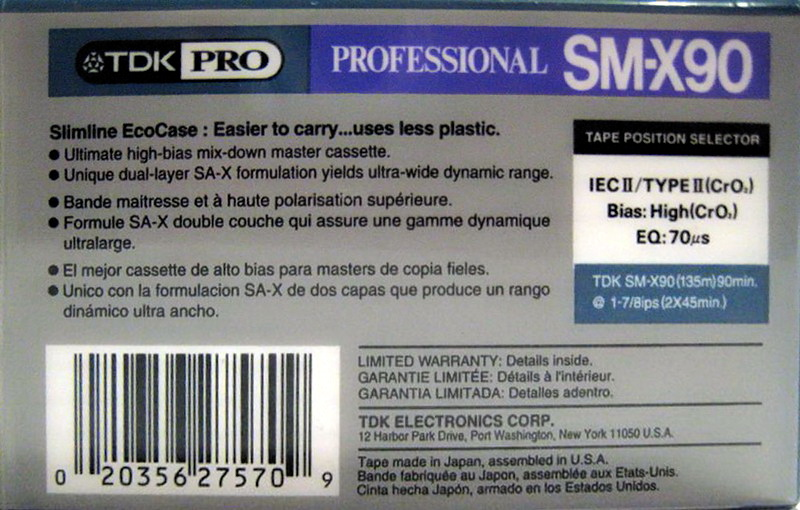 TDK PRO PROFESSIONAL SM-X90
Slimline EcoCase : Easier to carry...uses less plastic.
● Ultimate high-bias mix-down master cassette.
● Unique dual-layer SA-X formulation yields ultra-wide dynamic range.
● Bande maitresse et à haute polarisation supérieure.
● Formule SA-X double couche qui assure une gamme dynamique
ultralarge.
● El mejor cassette de alto bias para masters de copia fieles.
● Unico con la formulacion SA-X de dos capas que produce un rango
dinámico ultra ancho.
TAPE POSITION SELECTOR
IEC II/TYPE II (CrO₂)
Bias: High(CrO₂)
EQ: 70µs
TDK SM-X90 (135m) 90min.
@ 1-7/8ips (2X45min.)
0 20356 27570 9
LIMITED WARRANTY: Details inside.
GARANTIE LIMITÉE: Détails à l'intérieur.
GARANTIA LIMITADA: Detalles adentro.
TDK ELECTRONICS CORP.
12 Harbor Park Drive, Port Washington, New York 11050 U.S.A.
Tape made in Japan, assembled in U.S.A.
Bande fabriquée au Japon, assemblée aux Etats-Unis.
Cinta hecha Japón, armado en los Estados Unidos.